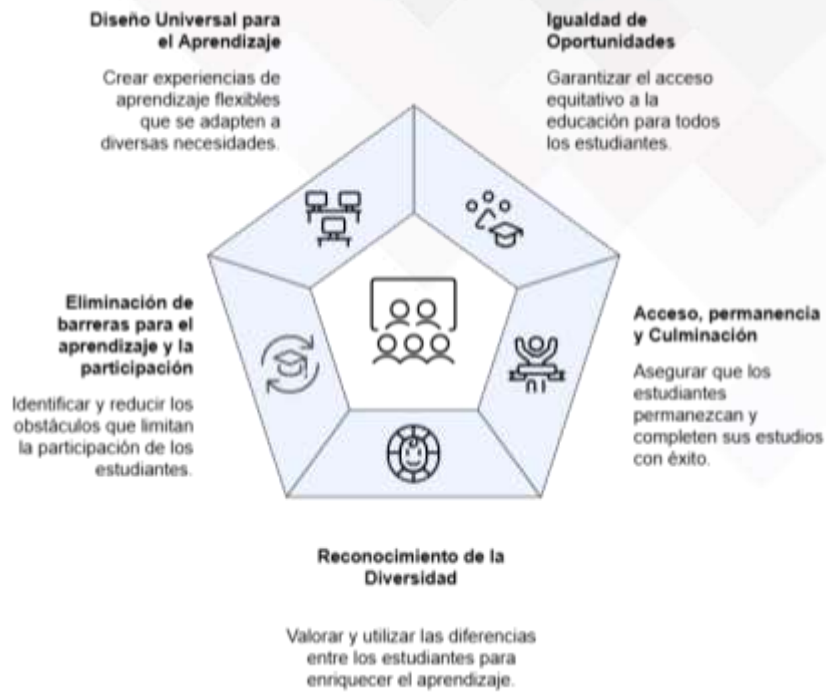 Diseño Universal para
el Aprendizaje
Crear experiencias de
aprendizaje flexibles
que se adapten a
diversas necesidades.
Igualdad de
Oportunidades
Garantizar el acceso
equitativo a la
educación para todos
los estudiantes.
Eliminación de
barreras para el
aprendizaje y la
participación
Identificar y reducir los
obstáculos que limitan
la participación de los
estudiantes.
Acceso, permanencia
y Culminación
Asegurar que los
estudiantes
permanezcan y
completen sus estudios
con éxito.
Reconocimiento de la
Diversidad
Valorar y utilizar las diferencias
entre los estudiantes para
enriquecer el aprendizaje.